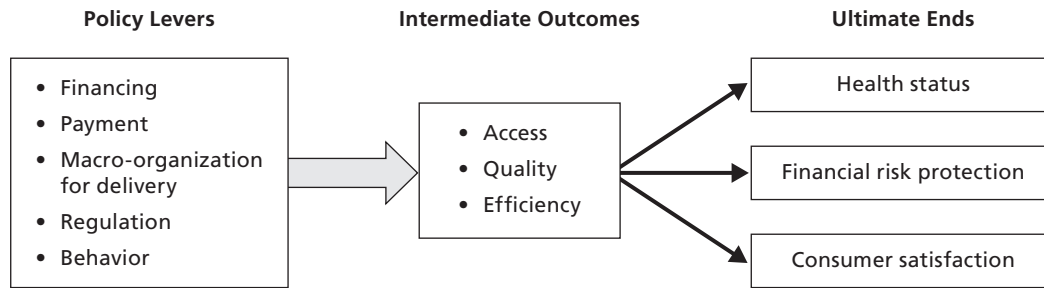 Policy Levers
Intermediate Outcomes
Ultimate Ends
• Financing
• Payment
• Macro-organization
for delivery
• Regulation
• Behavior
• Access
• Quality
• Efficiency
Health status
Financial risk protection
Consumer satisfaction